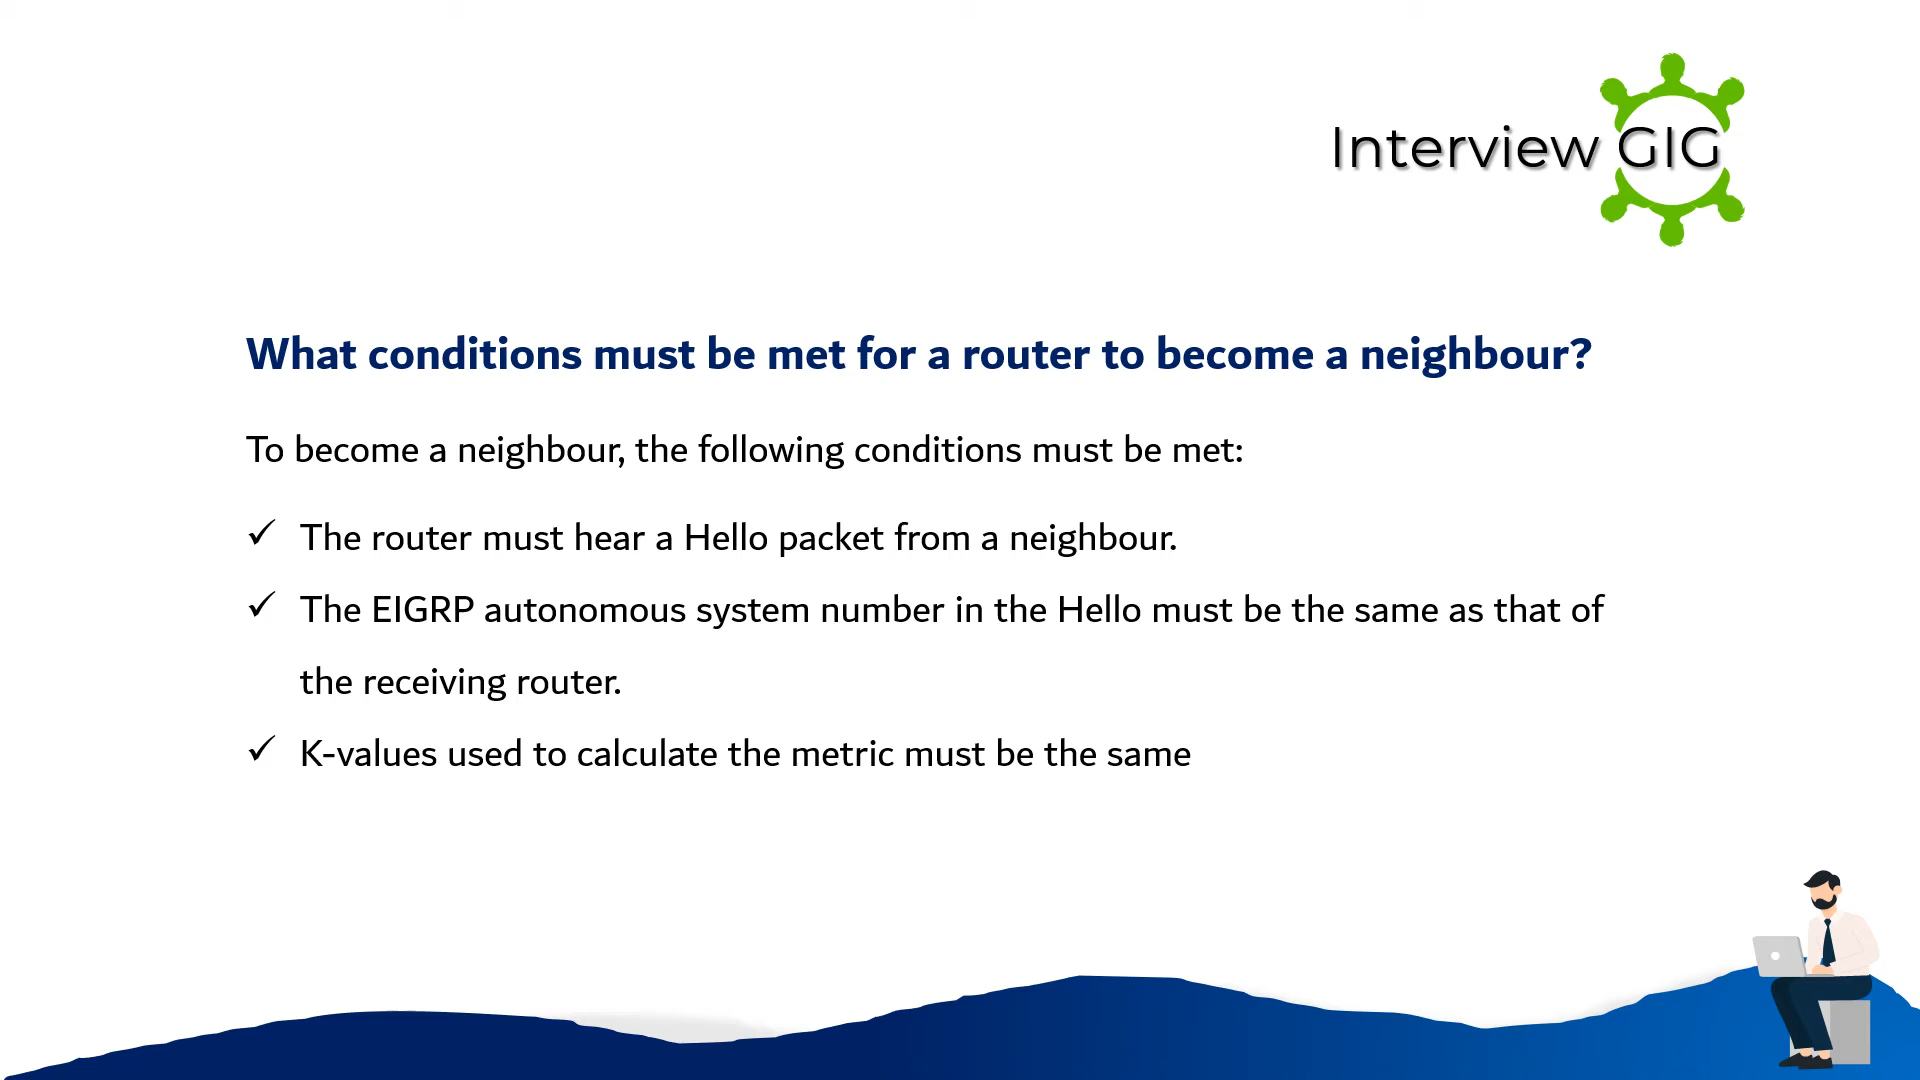 Interview GIG
What conditions must be met for a router to become a neighbour?
To become a neighbour, the following conditions must be met:
✓ The router must hear a Hello packet from a neighbour.
✓ The EIGRP autonomous system number in the Hello must be the same as that of
the receiving router.
✓ K-values used to calculate the metric must be the same